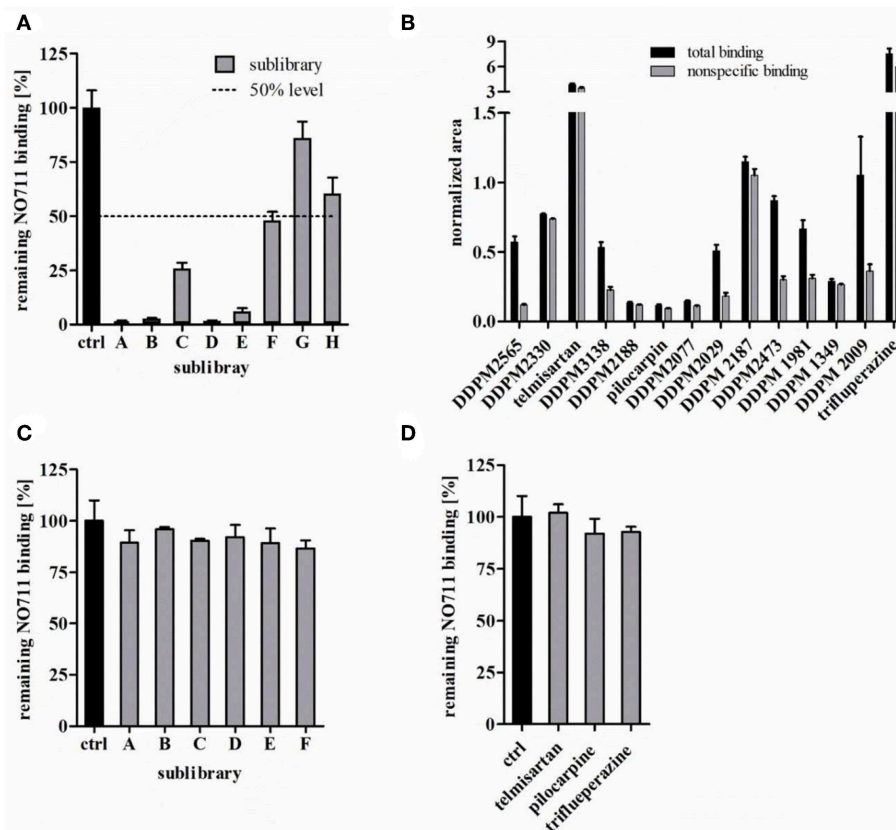 A
remaining NO711 binding [%]
125
100
75
50
25
0
sublibrary
50% level
ctrl A B C D E F G H
sublibray
B
normalized area
9
6
3
1.5
1.0
0.5
0.0
total binding
nonspecific binding
DDPM2565
DDPM2330
telmisartan
DDPM3138
DDPM2188
pilocarpin
DDPM2077
DDPM2029
DDPM 2187
DDPM2473
DDPM 1981
DDPM 1349
DDPM 2009
trifluperazine
C
remaining NO711 binding [%]
125
100
75
50
25
0
ctrl A B C D E F
sublibrary
D
remaining NO711 binding [%]
125
100
75
50
25
0
ctrl
telmisartan
pilocarpine
triflueperazine